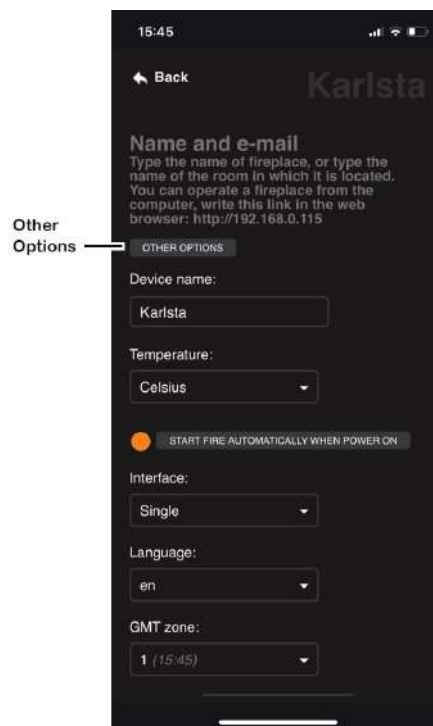 15:45
Back
Karlsta
Name and e-mail
Type the name of fireplace, or type the
name of the room in which it is located.
You can operate a fireplace from the
computer, write this link in the web
browser: http://192.168.0.115
Other
Options
OTHER OPTIONS
Device name:
Karlsta
Temperature:
Celsius
START FIRE AUTOMATICALLY WHEN POWER ON
Interface:
Single
Language:
en
GMT zone:
1 (15:45)